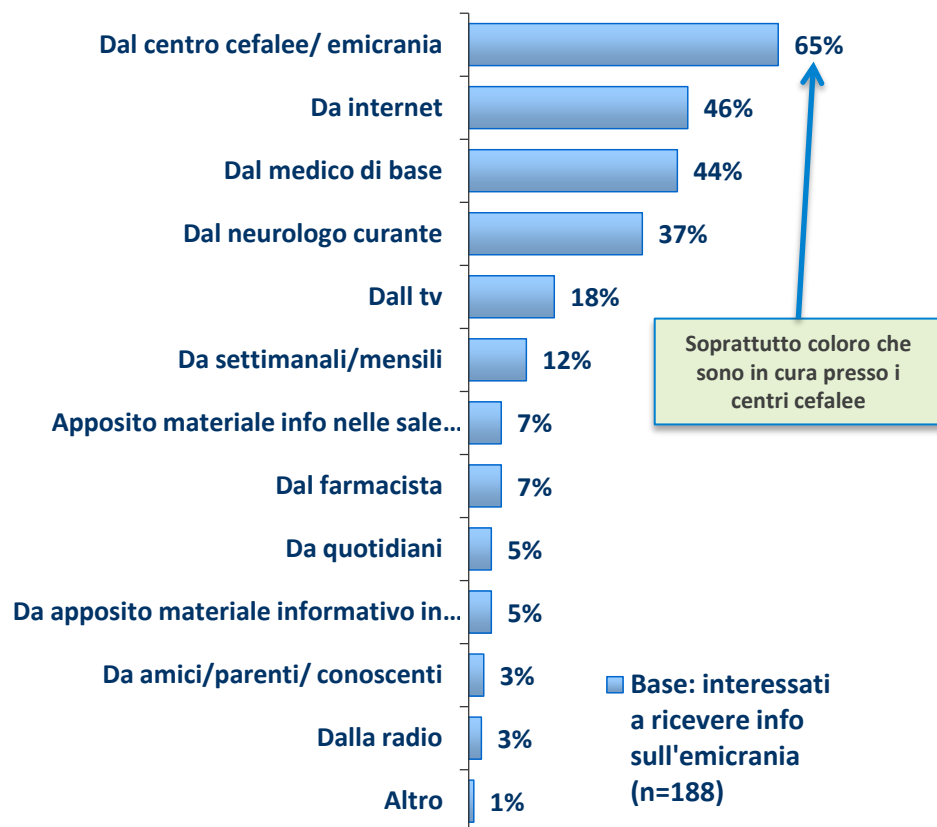 Dal centro cefalee/ emicrania 65%
Da internet 46%
Dal medico di base 44%
Dal neurologo curante 37%
Dall tv 18%
Da settimanali/mensili 12%
Apposito materiale info nelle sale… 7%
Dal farmacista 7%
Da quotidiani 5%
Da apposito materiale informativo in… 5%
Da amici/parenti/ conoscenti 3%
Dalla radio 3%
Altro 1%
Soprattutto coloro che
sono in cura presso i
centri cefalee
Base: interessati
a ricevere info
sull'emicrania
(n=188)